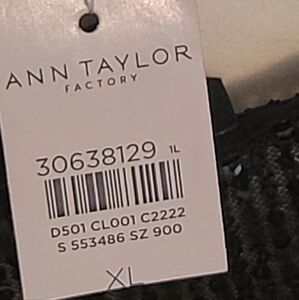 ANN TAYLOR
FACTORY
30638129 1L
D501 CL001 C2222
S 553486 SZ 900
XL